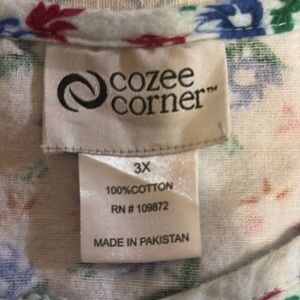 cozee
corner™
3X
100%COTTON
RN # 109872
MADE IN PAKISTAN